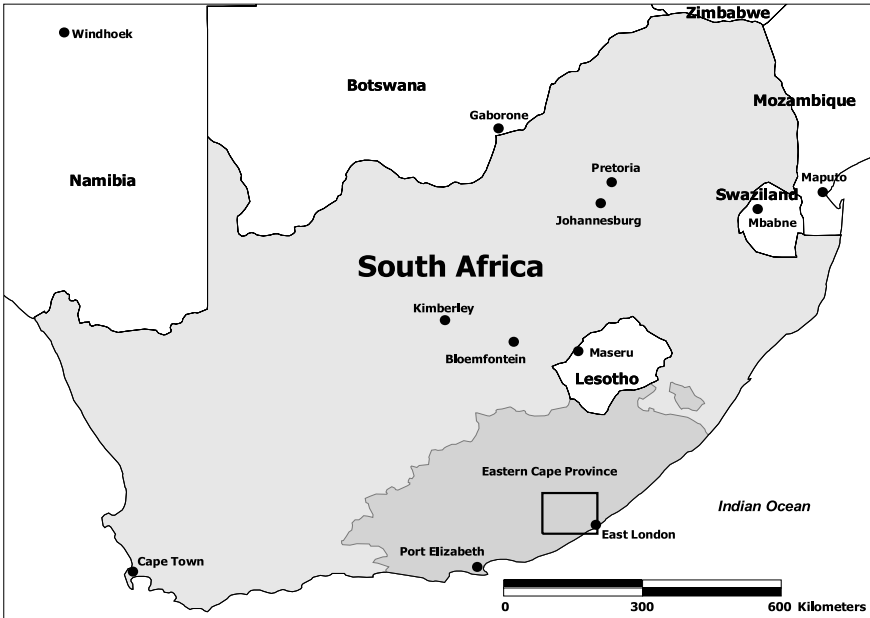 Zimbabwe
Windhoek
Botswana
Mozambique
Gaborone
Pretoria
Maputo
Namibia
Swaziland
Johannesburg
Mbabne
South Africa
Kimberley
Bloemfontein
Maseru
Lesotho
Eastern Cape Province
Indian Ocean
East London
Port Elizabeth
Cape Town
0 300 600 Kilometers